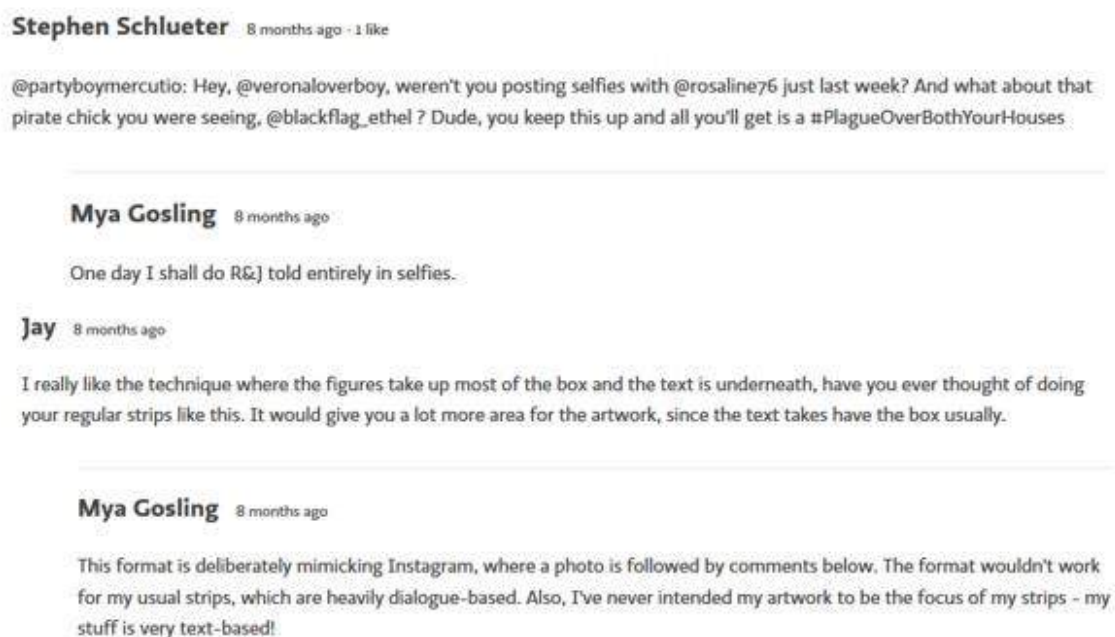 Stephen Schlueter 8 months ago · 1 like
@partyboymercutio: Hey, @veronaloverboy, weren't you posting selfies with @rosaline76 just last week? And what about that
pirate chick you were seeing, @blackflag_ethel ? Dude, you keep this up and all you'll get is a #PlagueOverBothYourHouses
Mya Gosling 8 months ago
One day I shall do R&J told entirely in selfies.
Jay 8 months ago
I really like the technique where the figures take up most of the box and the text is underneath, have you ever thought of doing
your regular strips like this. It would give you a lot more area for the artwork, since the text takes have the box usually.
Mya Gosling 8 months ago
This format is deliberately mimicking Instagram, where a photo is followed by comments below. The format wouldn't work
for my usual strips, which are heavily dialogue-based. Also, I've never intended my artwork to be the focus of my strips - my
stuff is very text-based!